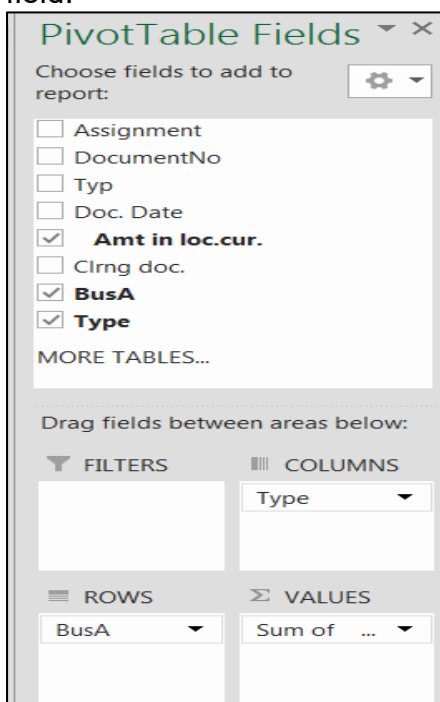 field.
PivotTable Fields
Choose fields to add to
report:
Assignment
DocumentNo
Typ
Doc. Date
Amt in loc.cur.
Clrng doc.
BusA
Type
MORE TABLES...
Drag fields between areas below:
FILTERS
COLUMNS
Type
ROWS
Σ VALUES
BusA
Sum of ...